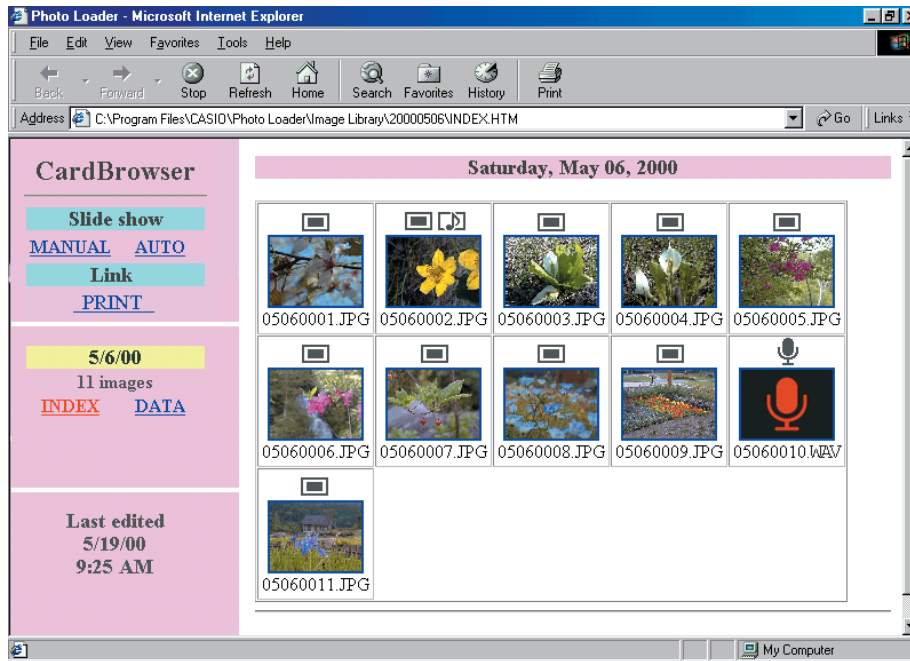 Photo Loader - Microsoft Internet Explorer
File Edit View Favorites Tools Help
Back Forward Stop Refresh Home Search Favorites History Print
Address C:\Program Files\CASIO\Photo Loader\Image Library\20000506\INDEX.HTM Go Links
CardBrowser
Slide show
MANUAL AUTO
Link
PRINT
5/6/00
11 images
INDEX DATA
Last edited
5/19/00
9:25 AM
Saturday, May 06, 2000
05060001.JPG 05060002.JPG 05060003.JPG 05060004.JPG 05060005.JPG
05060006.JPG 05060007.JPG 05060008.JPG 05060009.JPG 05060010.WAV
05060011.JPG
My Computer